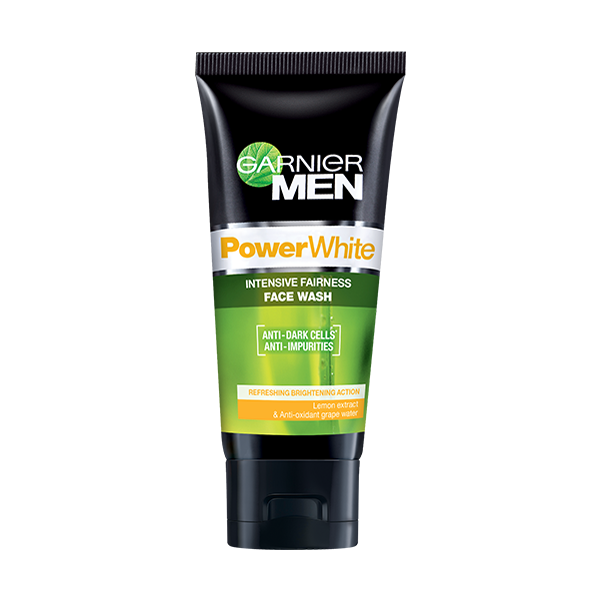 GARNIER
MEN
PowerWhite
INTENSIVE FAIRNESS
FACE WASH
ANTI-DARK CELLS*
ANTI-IMPURITIES
REFRESHING BRIGHTENING ACTION
Lemon extract
& Anti-oxidant grape water